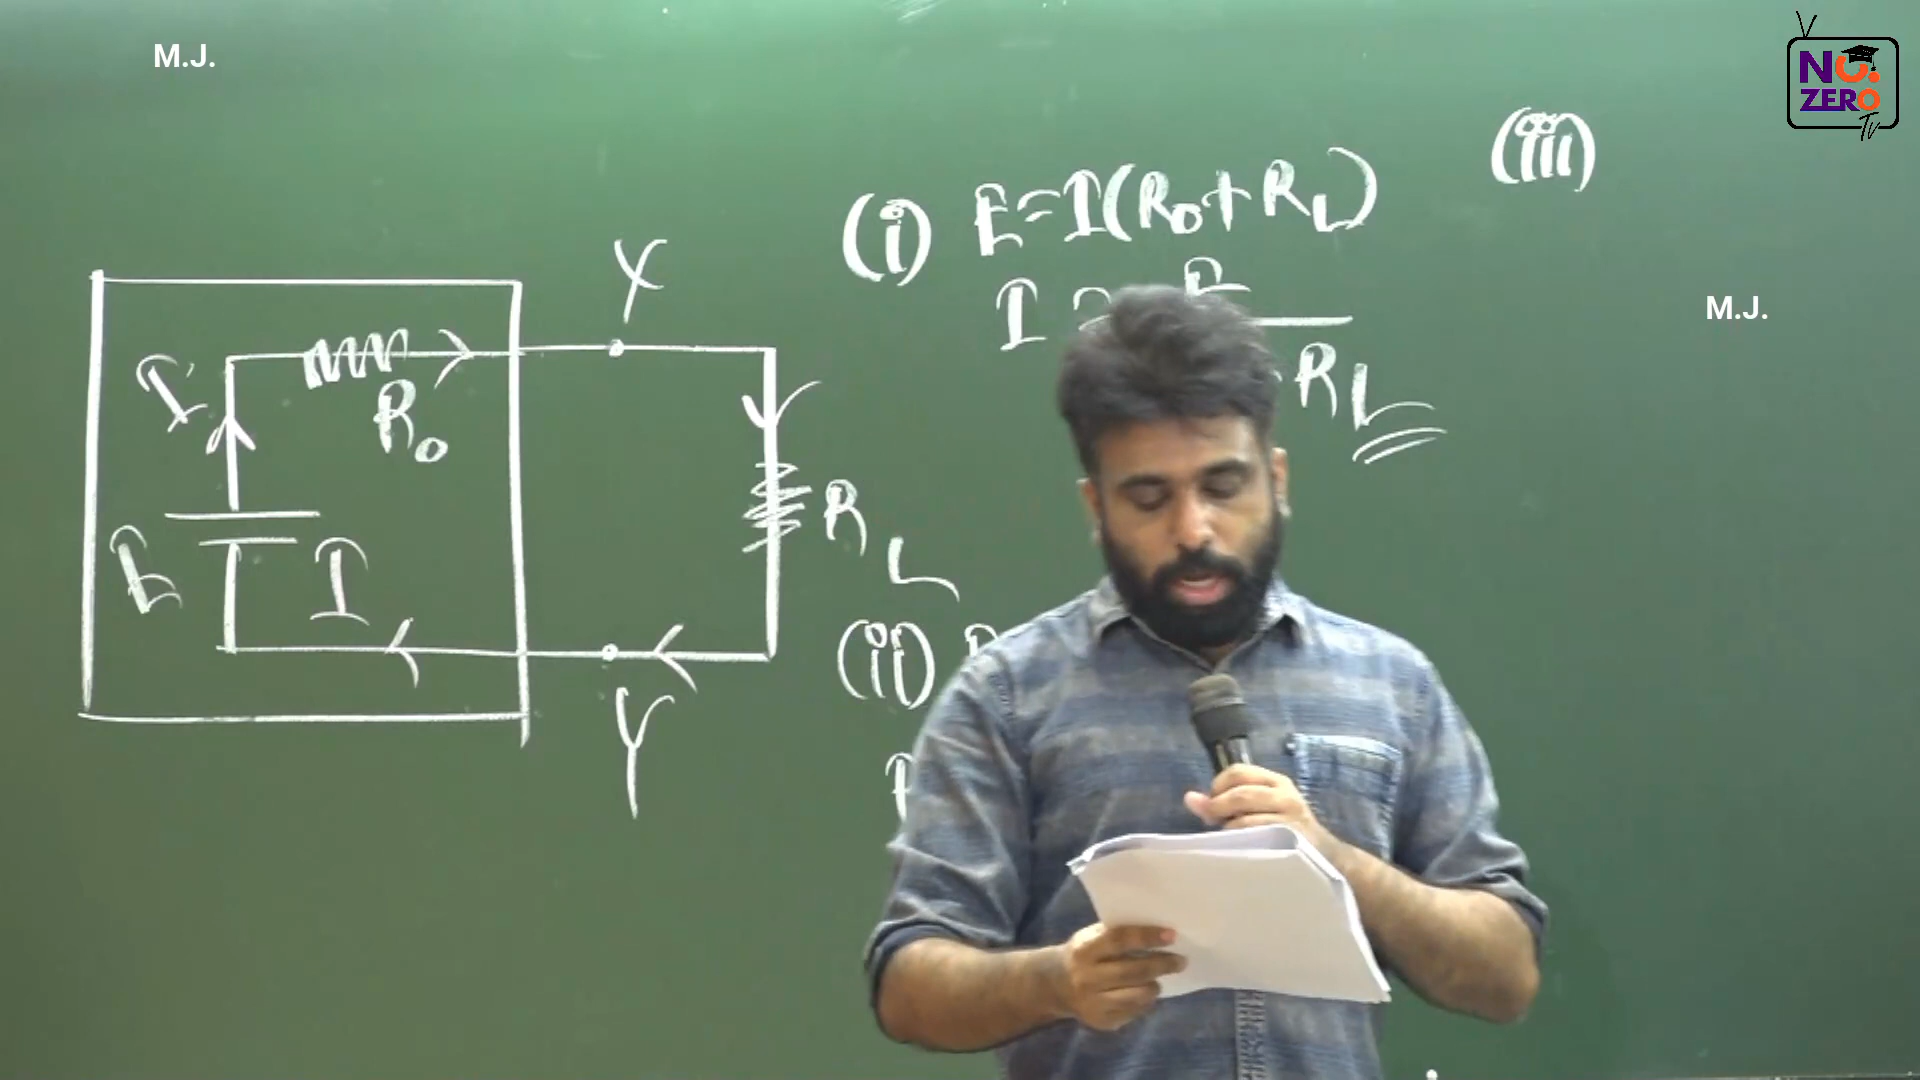 M.J.
NO.
ZERO
Tv
(iii)
(i) E=I(R0+RL)
I =
RL
M.J.
X
I
R0
E
I
RL
(ii)
Y